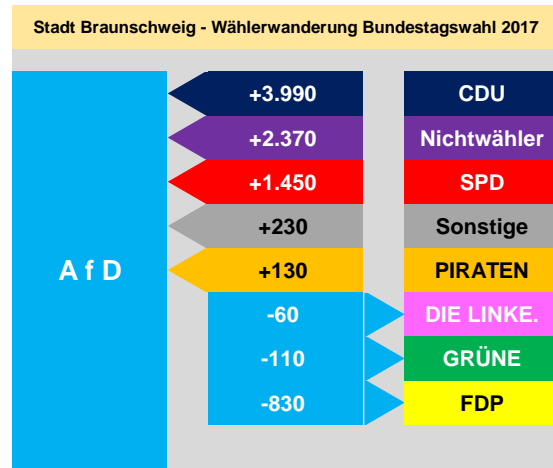 Stadt Braunschweig - Wählerwanderung Bundestagswahl 2017
+3.990 CDU
+2.370 Nichtwähler
+1.450 SPD
+230 Sonstige
A f D +130 PIRATEN
-60 DIE LINKE.
-110 GRÜNE
-830 FDP